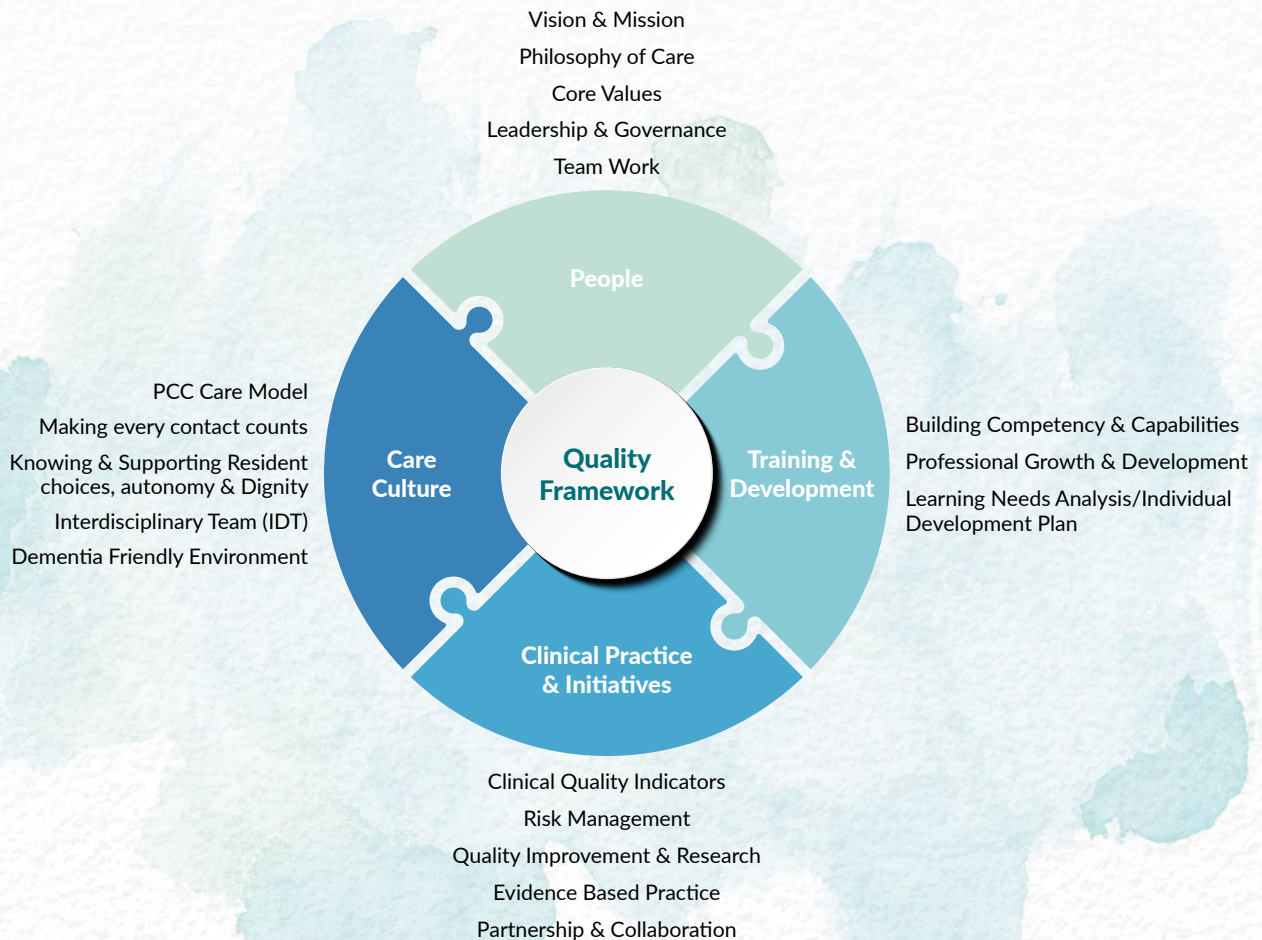 Vision & Mission
Philosophy of Care
Core Values
Leadership & Governance
Team Work
People
PCC Care Model
Making every contact counts
Knowing & Supporting Resident
choices, autonomy & Dignity
Interdisciplinary Team (IDT)
Dementia Friendly Environment
Care
Culture
Quality
Framework
Training &
Development
Building Competency & Capabilities
Professional Growth & Development
Learning Needs Analysis/Individual
Development Plan
Clinical Practice
& Initiatives
Clinical Quality Indicators
Risk Management
Quality Improvement & Research
Evidence Based Practice
Partnership & Collaboration